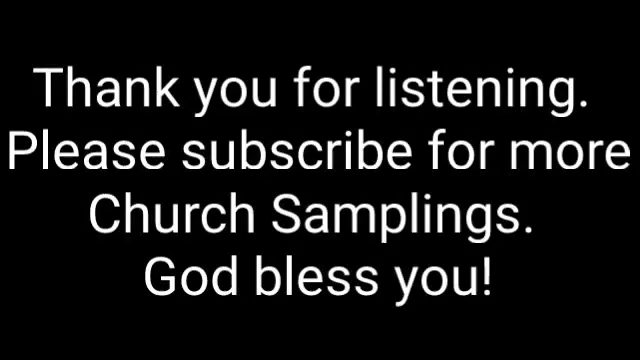 Thank you for listening.
Please subscribe for more
Church Samplings.
God bless you!